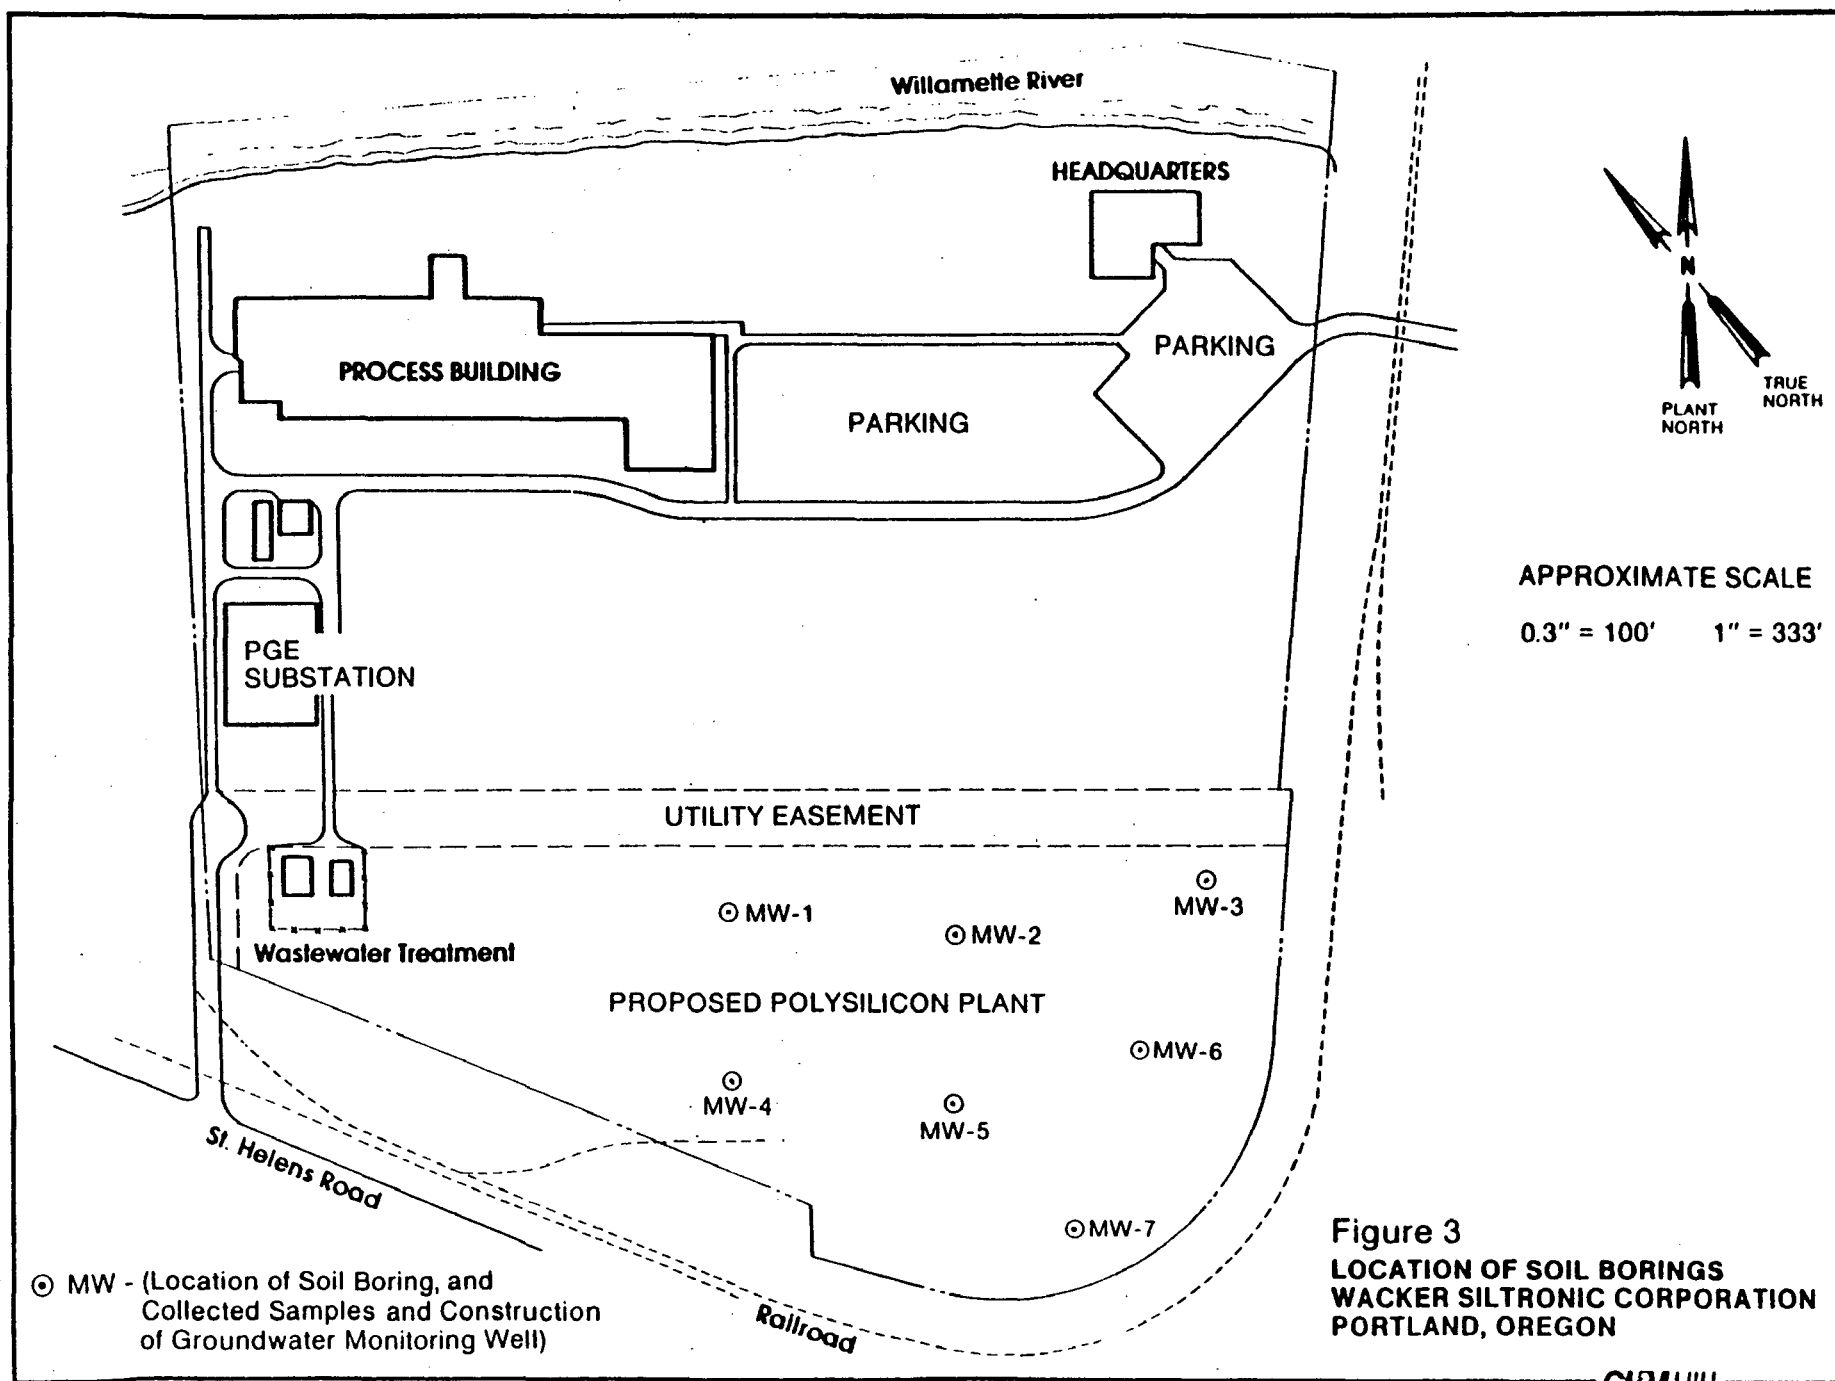 Willamette River
HEADQUARTERS
N
PARKING
PROCESS BUILDING
TRUE
NORTH
PLANT
NORTH
PARKING
APPROXIMATE SCALE
0.3" = 100' 1" = 333'
PGE
SUBSTATION
UTILITY EASEMENT
MW-3
MW-1
MW-2
Wastewater Treatment
PROPOSED POLYSILICON PLANT
MW-6
MW-4
MW-5
St. Helens Road
MW-7
Railroad
MW - (Location of Soil Boring, and
Collected Samples and Construction
of Groundwater Monitoring Well)
Figure 3
LOCATION OF SOIL BORINGS
WACKER SILTRONIC CORPORATION
PORTLAND, OREGON